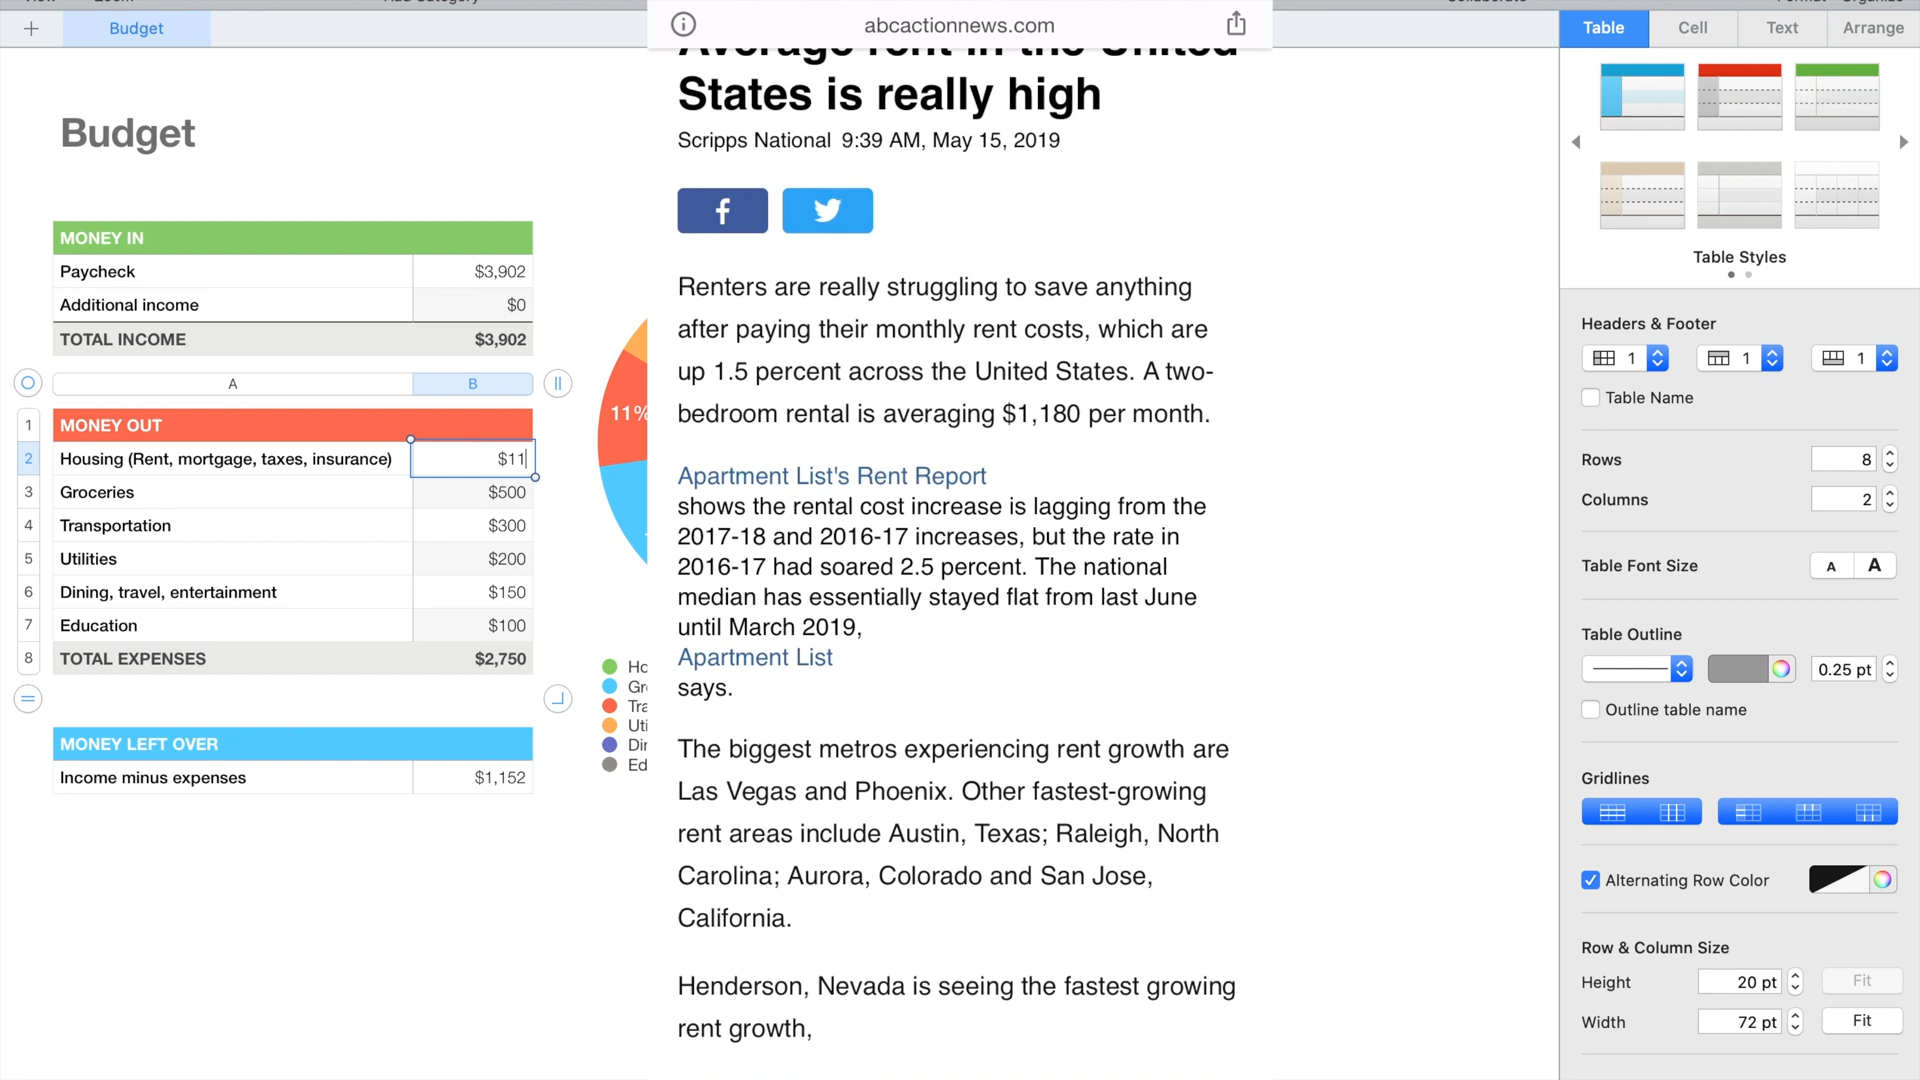 Budget
Budget
MONEY IN
Paycheck $3,902
Additional income $0
TOTAL INCOME $3,902
A B
1 MONEY OUT
2 Housing (Rent, mortgage, taxes, insurance) $11
3 Groceries $500
4 Transportation $300
5 Utilities $200
6 Dining, travel, entertainment $150
7 Education $100
8 TOTAL EXPENSES $2,750
MONEY LEFT OVER
Income minus expenses $1,152
11%
Ho
Gr
Tra
Uti
Dir
Ed
abcactionnews.com
Average rent in the United
States is really high
Scripps National 9:39 AM, May 15, 2019
Renters are really struggling to save anything
after paying their monthly rent costs, which are
up 1.5 percent across the United States. A two-
bedroom rental is averaging $1,180 per month.
Apartment List's Rent Report
shows the rental cost increase is lagging from the
2017-18 and 2016-17 increases, but the rate in
2016-17 had soared 2.5 percent. The national
median has essentially stayed flat from last June
until March 2019,
Apartment List
says.
The biggest metros experiencing rent growth are
Las Vegas and Phoenix. Other fastest-growing
rent areas include Austin, Texas; Raleigh, North
Carolina; Aurora, Colorado and San Jose,
California.
Henderson, Nevada is seeing the fastest growing
rent growth,
Table Cell Text Arrange
Table Styles
Headers & Footer
1 1 1
Table Name
Rows 8
Columns 2
Table Font Size A A
Table Outline
0.25 pt
Outline table name
Gridlines
Alternating Row Color
Row & Column Size
Height 20 pt Fit
Width 72 pt Fit